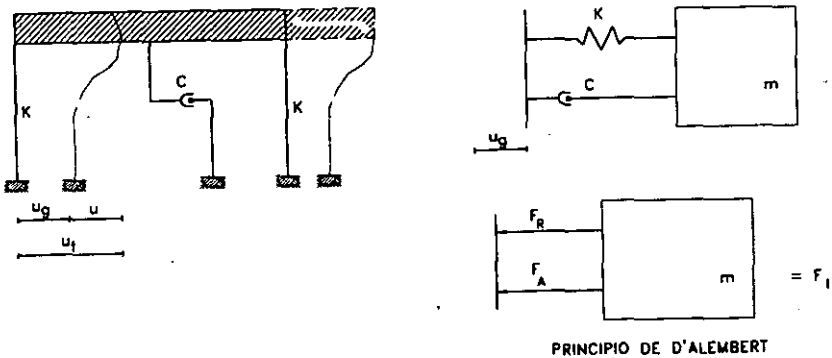 K
C
K
u_g
u
u_t
K
C
m
u_g
F_R
F_A
m
= F_I
PRINCIPIO DE D'ALEMBERT